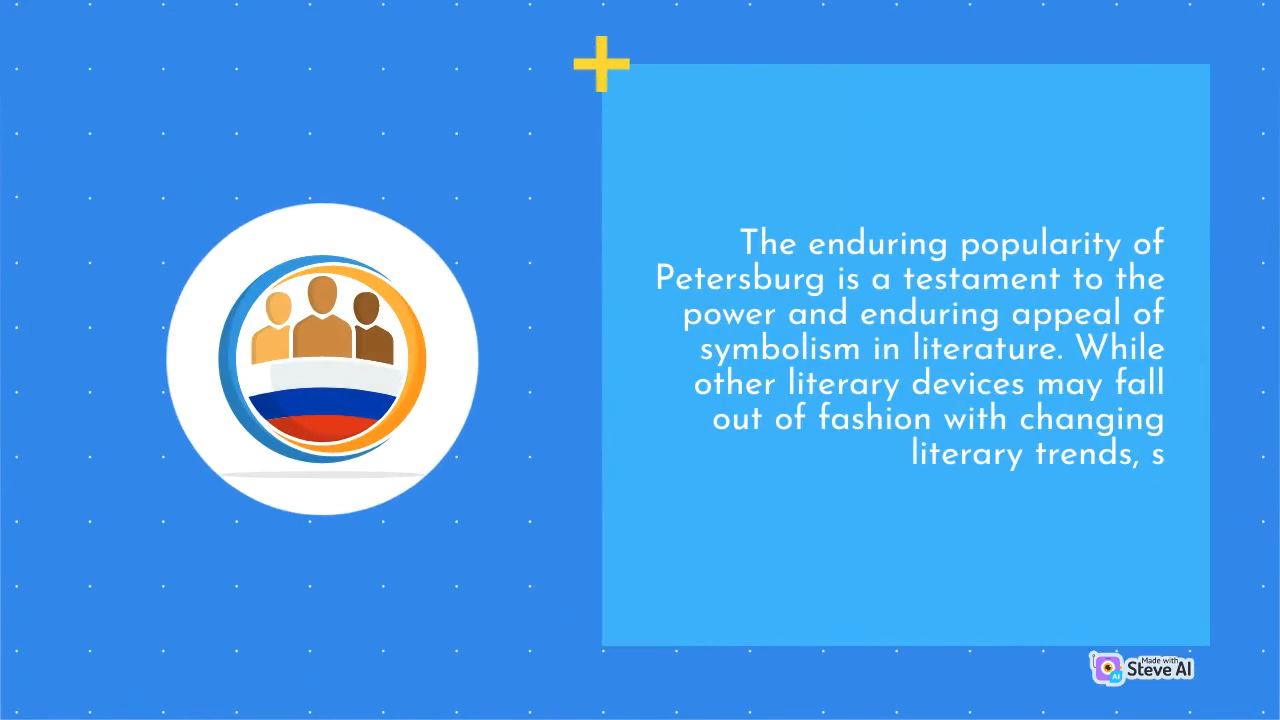 The enduring popularity of
Petersburg is a testament to the
power and enduring appeal of
symbolism in literature. While
other literary devices may fall
out of fashion with changing
literary trends, s
Made with
Steve AI
AI